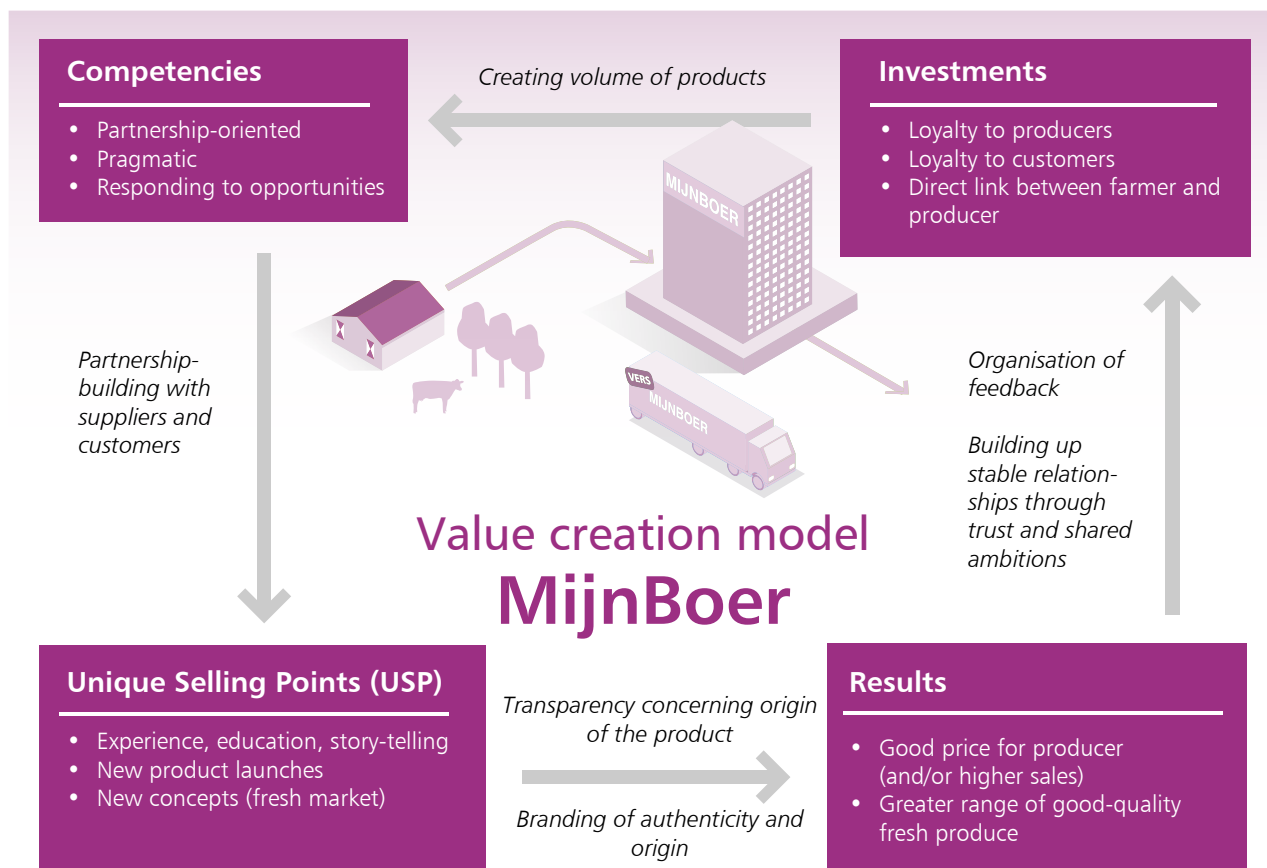 Competencies
• Partnership-oriented
• Pragmatic
• Responding to opportunities
Creating volume of products
Investments
• Loyalty to producers
• Loyalty to customers
• Direct link between farmer and
producer
MIJNBOER
VERS
MIJNBOER
Partnership-
building with
suppliers and
customers
Organisation of
feedback
Building up
stable relation-
ships through
trust and shared
ambitions
Value creation model
MijnBoer
Unique Selling Points (USP)
• Experience, education, story-telling
• New product launches
• New concepts (fresh market)
Transparency concerning origin
of the product
Branding of authenticity and
origin
Results
• Good price for producer
(and/or higher sales)
• Greater range of good-quality
fresh produce